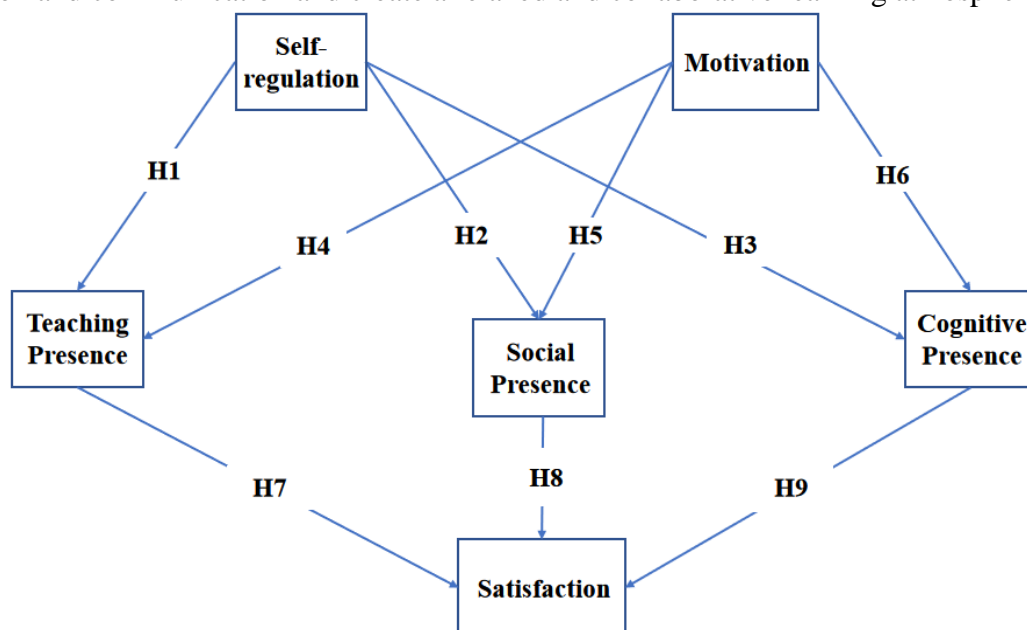 Self-
regulation
Motivation
H1
H6
H4
H2
H5
H3
Teaching
Presence
Social
Presence
Cognitive
Presence
H7
H8
H9
Satisfaction